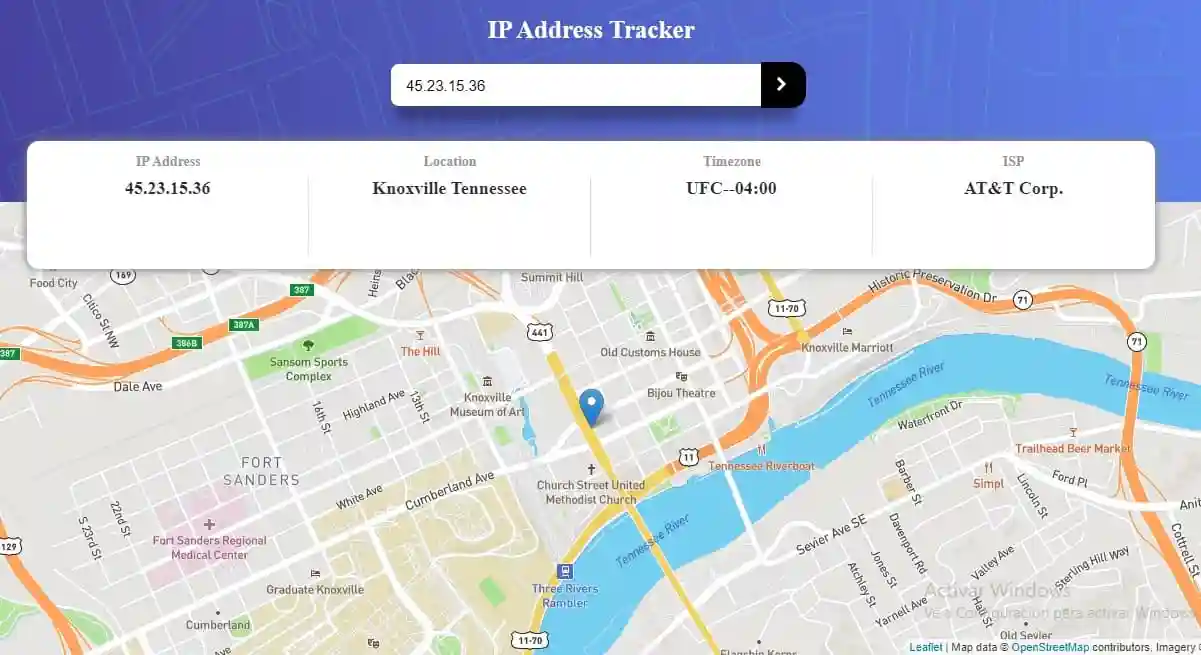 IP Address Tracker
45.23.15.36
IP Address
45.23.15.36
Location
Knoxville Tennessee
Timezone
UFC--04:00
ISP
AT&T Corp.
Food City
169
Summit Hill
Historic Preservation Dr
Citico St NW
387
387A
386B
387
441
11-70
71
71
The Hill
Old Customs House
Knoxville Marriott
Sansom Sports
Complex
Dale Ave
Bijou Theatre
Tennessee River
Tennessee River
16th St
Highland Ave
13th St
Knoxville
Museum of Art
Waterfront Dr
FORT
SANDERS
11
Tennessee Riverboat
Trailhead Beer Market
Church Street United
Methodist Church
White Ave
Cumberland Ave
Barber St
Simpl
Lincoln St
Ford Pl
22nd St
S 23rd St
Fort Sanders Regional
Medical Center
129
Tennessee River
Sevier Ave SE
Davenport Rd
Cottrell St
Graduate Knoxville
Three Rivers
Rambler
Atchley St
Jones St
Valley Ave
Sterling Hill Way
Yarnell Ave
Hall St
Activar Windows
Ve a Configuración para activar Windows
Cumberland
11-70
Old Sevier
Leaflet | Map data © OpenStreetMap contributors, Imagery